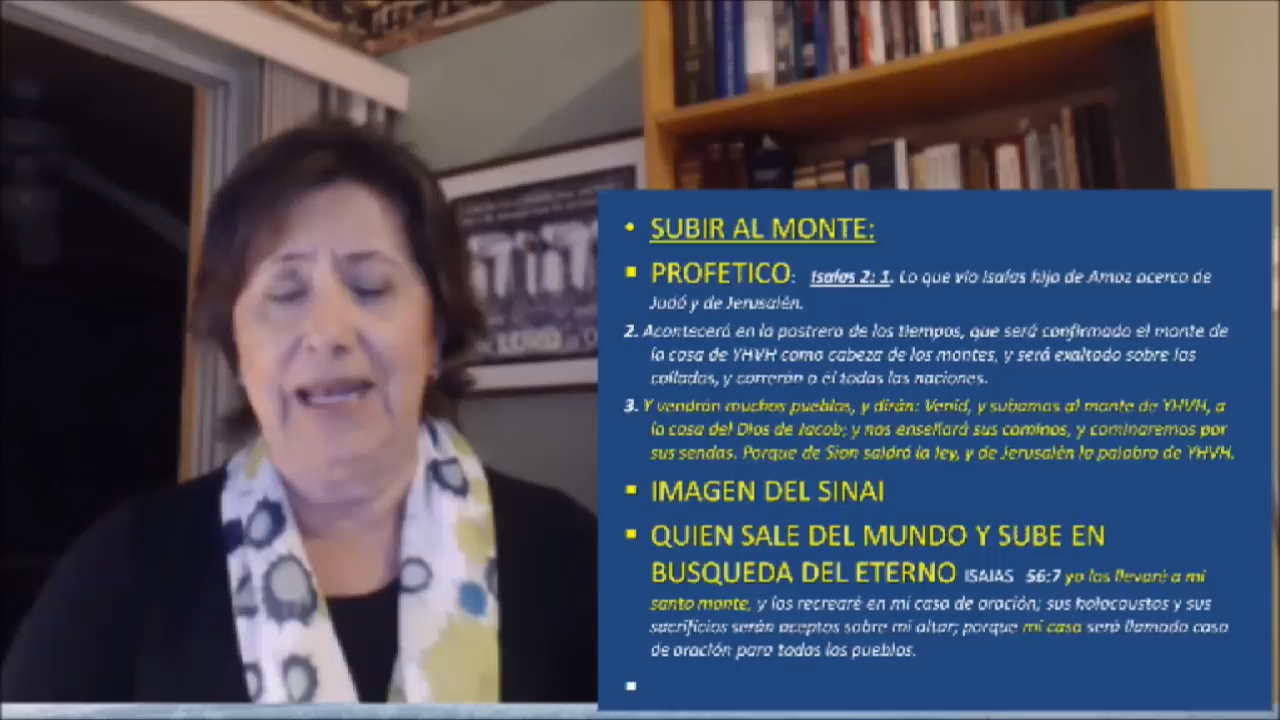 • SUBIR AL MONTE:
▪ PROFETICO: Isaías 2: 1. Lo que vio Isaías hijo de Amoz acerca de
Judá y de Jerusalén.
2. Acontecerá en lo postrero de los tiempos, que será confirmado el monte de
la casa de YHVH como cabeza de los montes, y será exaltado sobre los
collados, y correrán a él todas las naciones.
3. Y vendrán muchos pueblos, y dirán: Venid, y subamos al monte de YHVH, a
la casa del Dios de Jacob; y nos enseñará sus caminos, y caminaremos por
sus sendas. Porque de Sion saldrá la ley, y de Jerusalén la palabra de YHVH.
▪ IMAGEN DEL SINAI
▪ QUIEN SALE DEL MUNDO Y SUBE EN
BUSQUEDA DEL ETERNO ISAIAS 56:7 yo los llevaré a mi
santo monte, y los recrearé en mi casa de oración; sus holocaustos y sus
sacrificios serán aceptos sobre mi altar; porque mi casa será llamada casa
de oración para todos los pueblos.